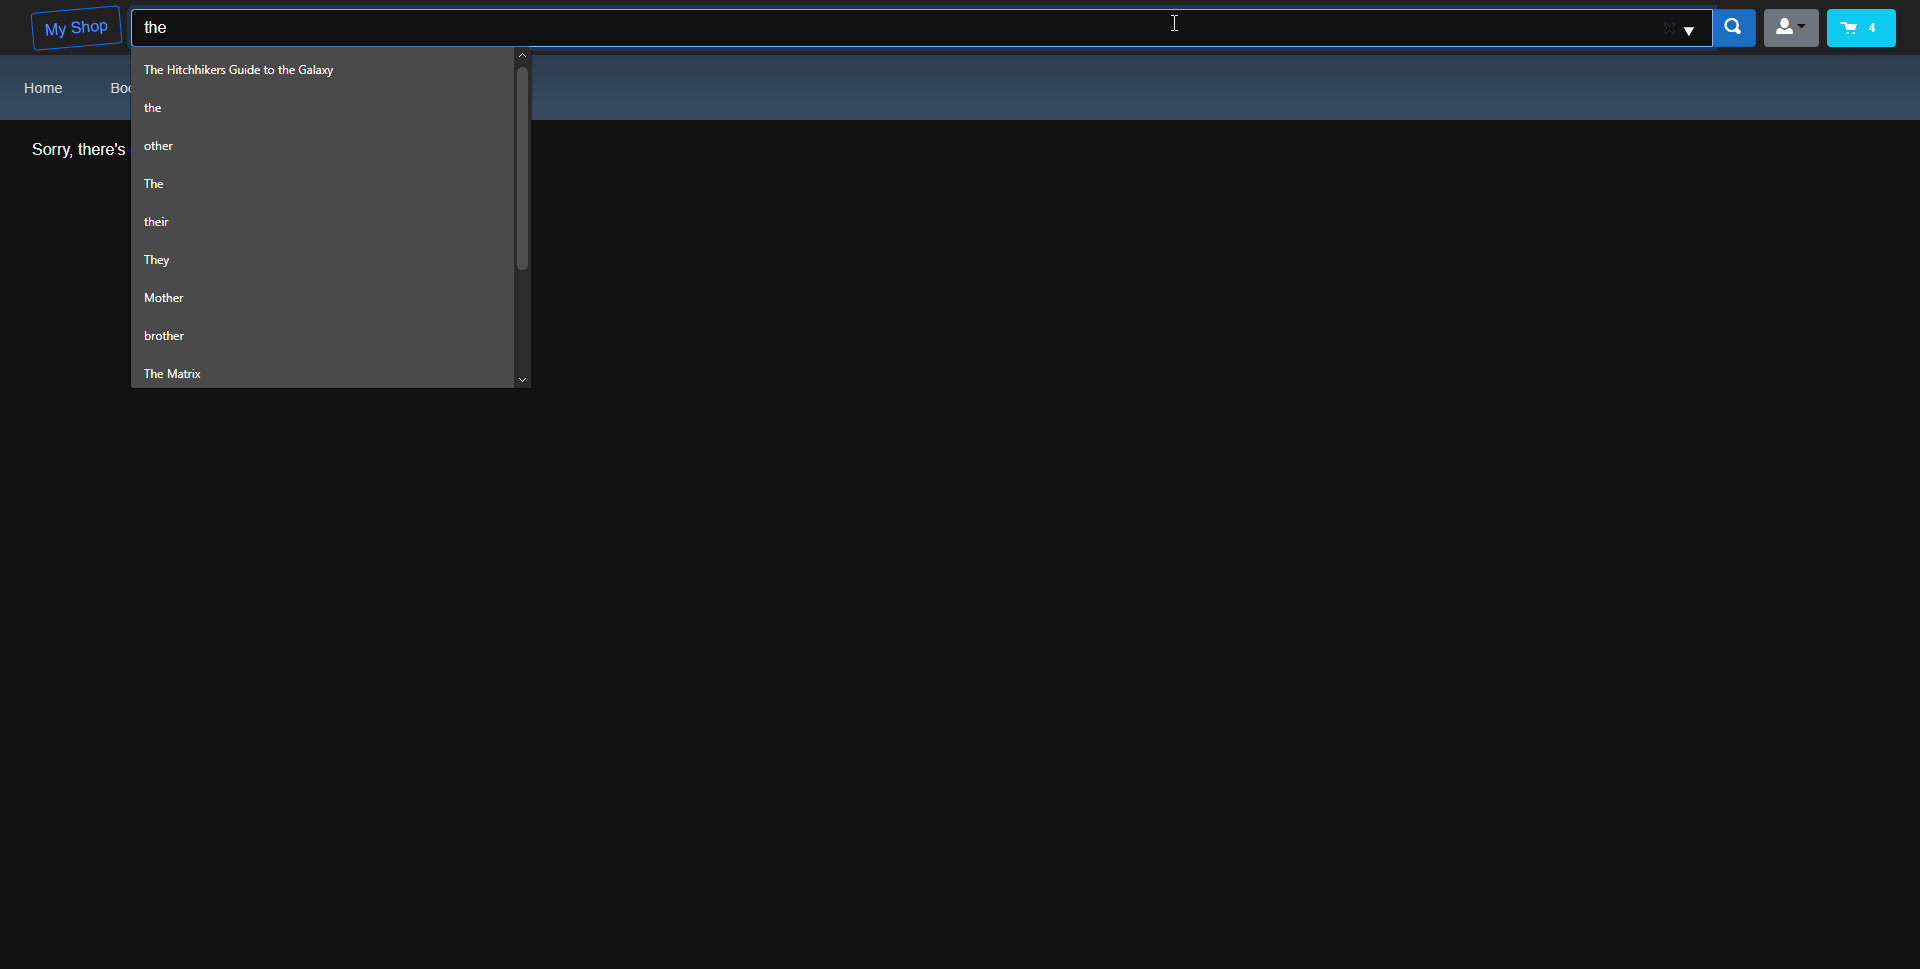 My Shop
the
4
The Hitchhikers Guide to the Galaxy
Home
the
other
Sorry, there's
The
their
They
Mother
brother
The Matrix